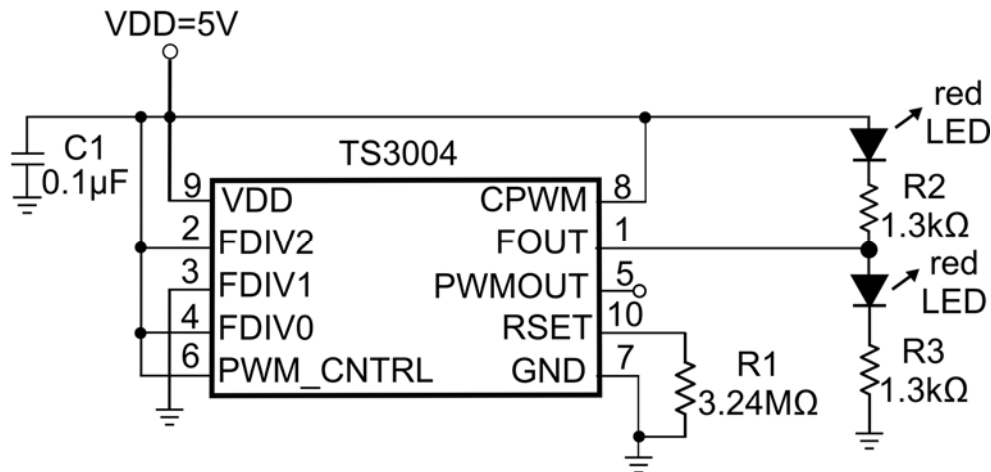 VDD=5V
red
LED
C1
0.1µF
TS3004
9
VDD
CPWM
8
R2
1.3kΩ
2
FDIV2
FOUT
1
3
FDIV1
PWMOUT
5
red
LED
4
FDIV0
RSET
10
6
PWM_CNTRL
GND
7
R1
3.24MΩ
R3
1.3kΩ